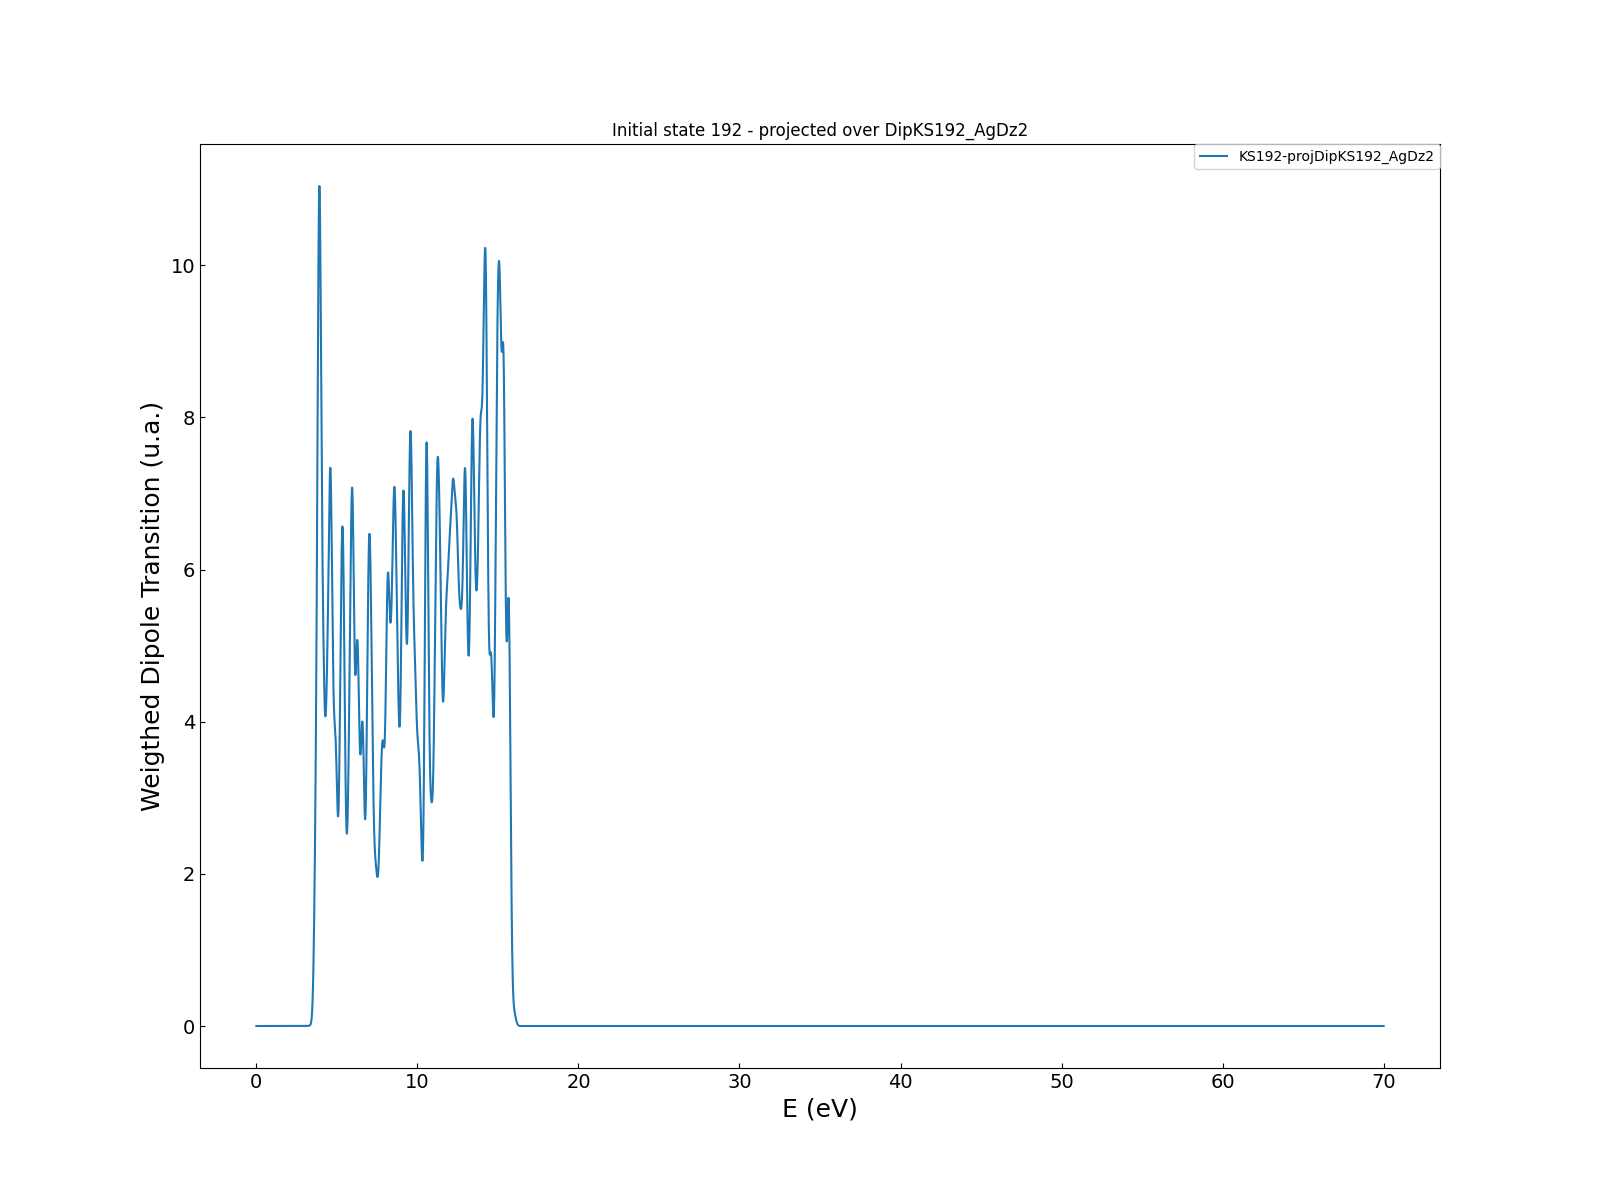 Initial state 192 - projected over DipKS192_AgDz2
KS192-projDipKS192_AgDz2
Weigthed Dipole Transition (u.a.)
10
8
6
4
2
0
0 10 20 30 40 50 60 70
E (eV)